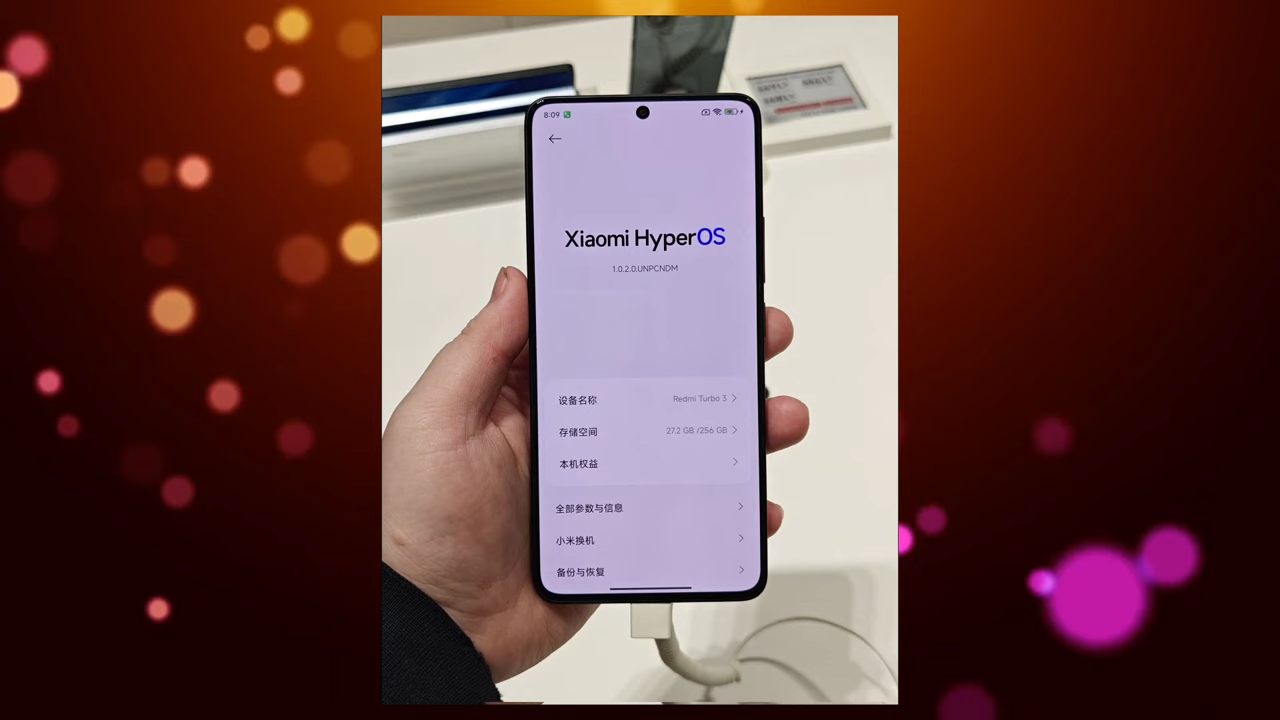 8:09
Xiaomi HyperOS
1.0.2.0.UNPCNDM
设备名称 Redmi Turbo 3
存储空间 27.2 GB /256 GB
本机权益
全部参数与信息
小米换机
备份与恢复